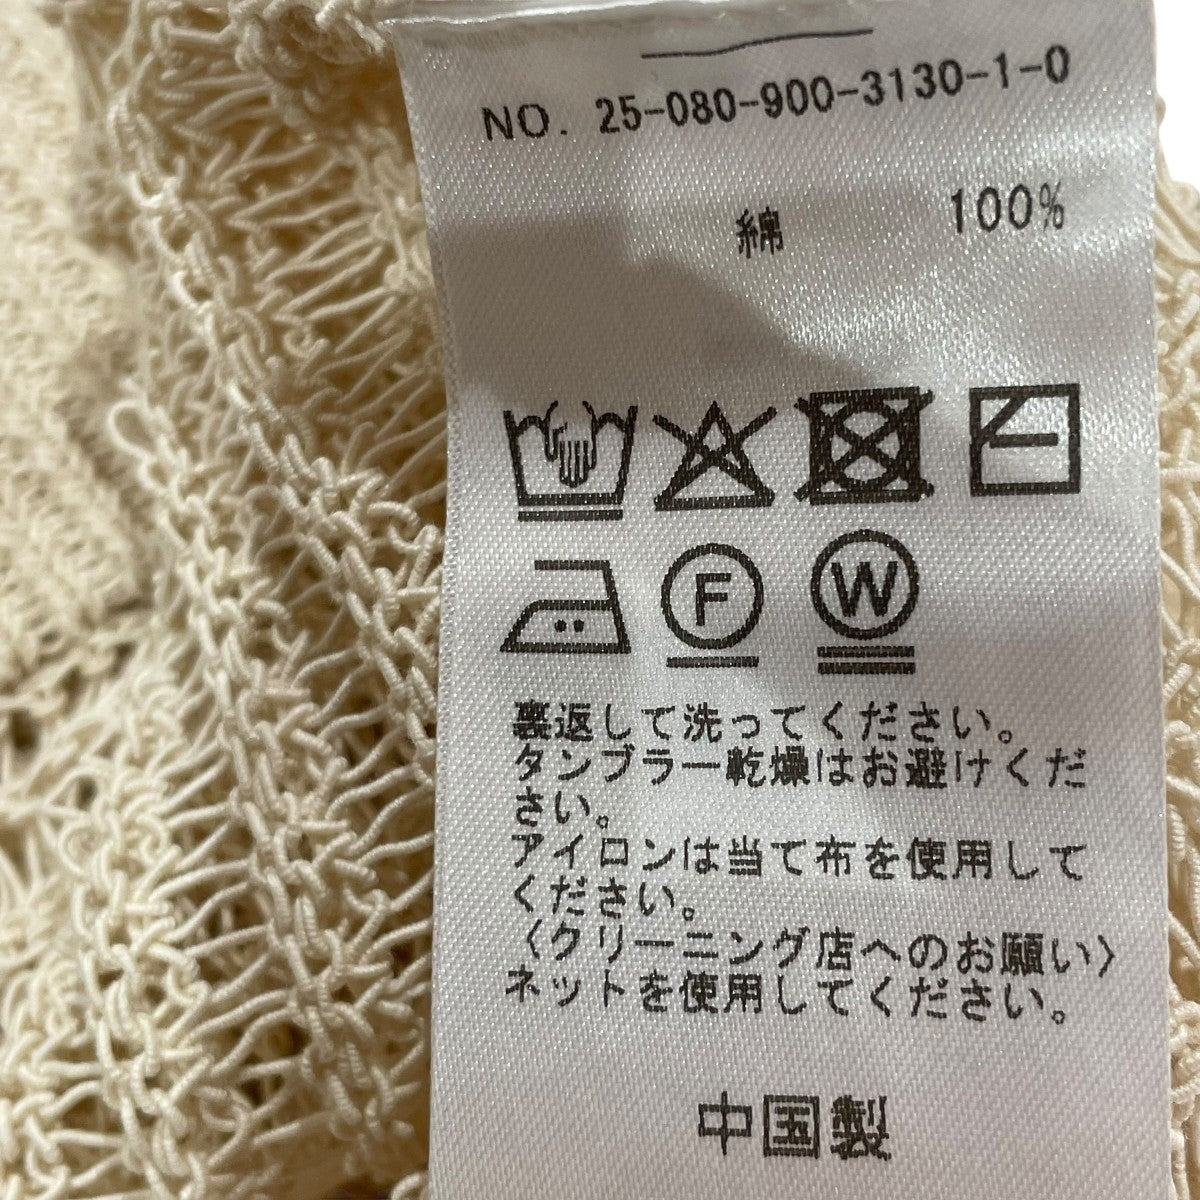 NO. 25-080-900-3130-1-0
綿 100%
F W
裏返して洗ってください。
タンブラー乾燥はお避けくだ
さい。
アイロンは当て布を使用して
ください。
〈クリーニング店へのお願い〉
ネットを使用してください。
中国製